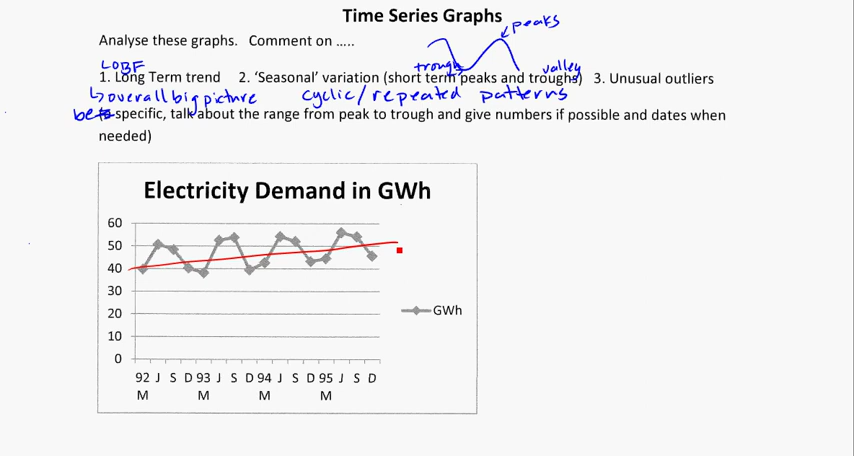 Time Series Graphs
peaks
Analyse these graphs. Comment on .....
LOBF
trough
valley
1. Long Term trend 2. 'Seasonal' variation (short term peaks and troughs) 3. Unusual outliers
overall big picture cyclic/repeated patterns
be specific, talk about the range from peak to trough and give numbers if possible and dates when
needed)
Electricity Demand in GWh
60
50
40
30
20
10
0
GWh
92 J S D 93 J S D 94 J S D 95 J S D
M M M M